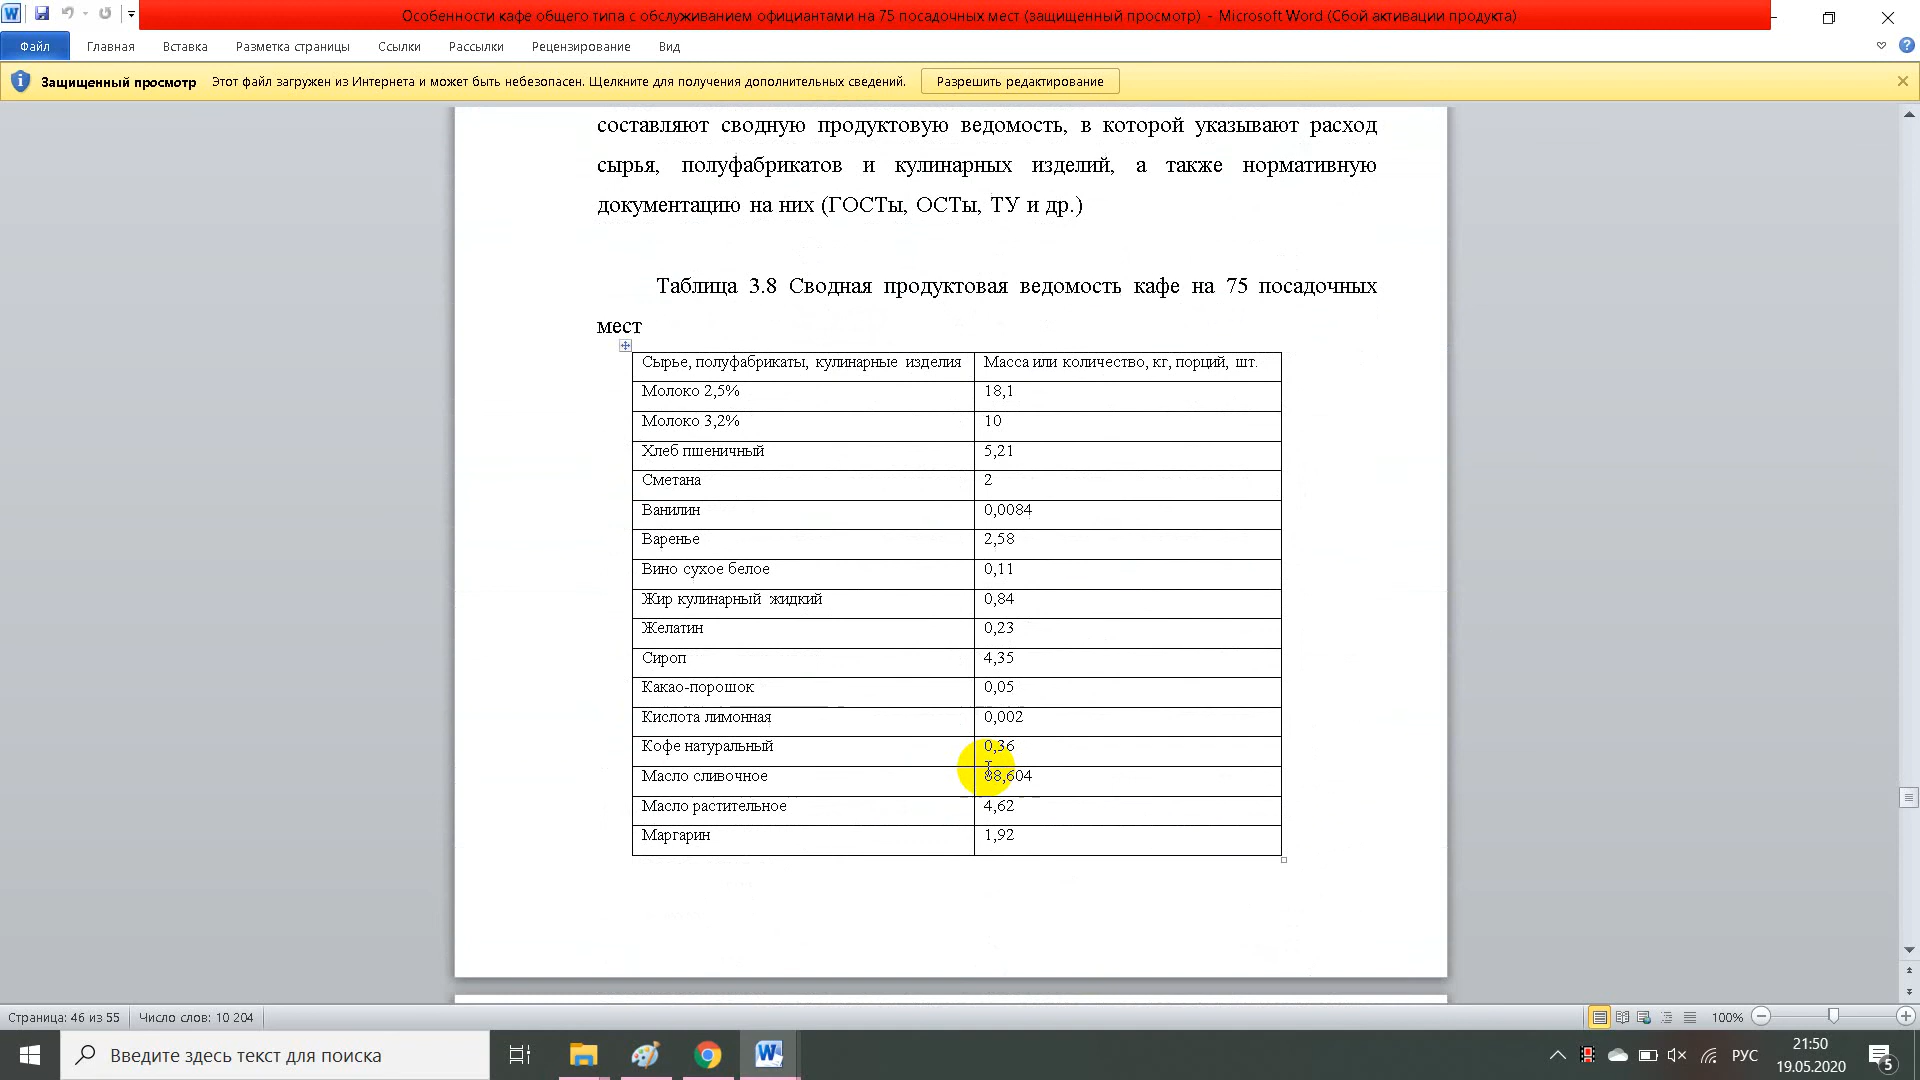 Особенности кафе общего типа с обслуживанием официантами на 75 посадочных мест (защищенный просмотр) - Microsoft Word (Сбой активации продукта)
Файл Главная Вставка Разметка страницы Ссылки Рассылки Рецензирование Вид
Защищенный просмотр Этот файл загружен из Интернета и может быть небезопасен. Щелкните для получения дополнительных сведений. Разрешить редактирование
составляют сводную продуктовую ведомость, в которой указывают расход
сырья, полуфабрикатов и кулинарных изделий, а также нормативную
документацию на них (ГОСТы, ОСТы, ТУ и др.)
Таблица 3.8 Сводная продуктовая ведомость кафе на 75 посадочных
мест
Сырье, полуфабрикаты, кулинарные изделия Масса или количество, кг, порций, шт.
Молоко 2,5% 18,1
Молоко 3,2% 10
Хлеб пшеничный 5,21
Сметана 2
Ванилин 0,0084
Варенье 2,58
Вино сухое белое 0,11
Жир кулинарный жидкий 0,84
Желатин 0,23
Сироп 4,35
Какао-порошок 0,05
Кислота лимонная 0,002
Кофе натуральный 0,36
Масло сливочное 88,604
Масло растительное 4,62
Маргарин 1,92
Страница: 46 из 55 Число слов: 10 204 100%
Введите здесь текст для поиска РУС 21:50
19.05.2020 5